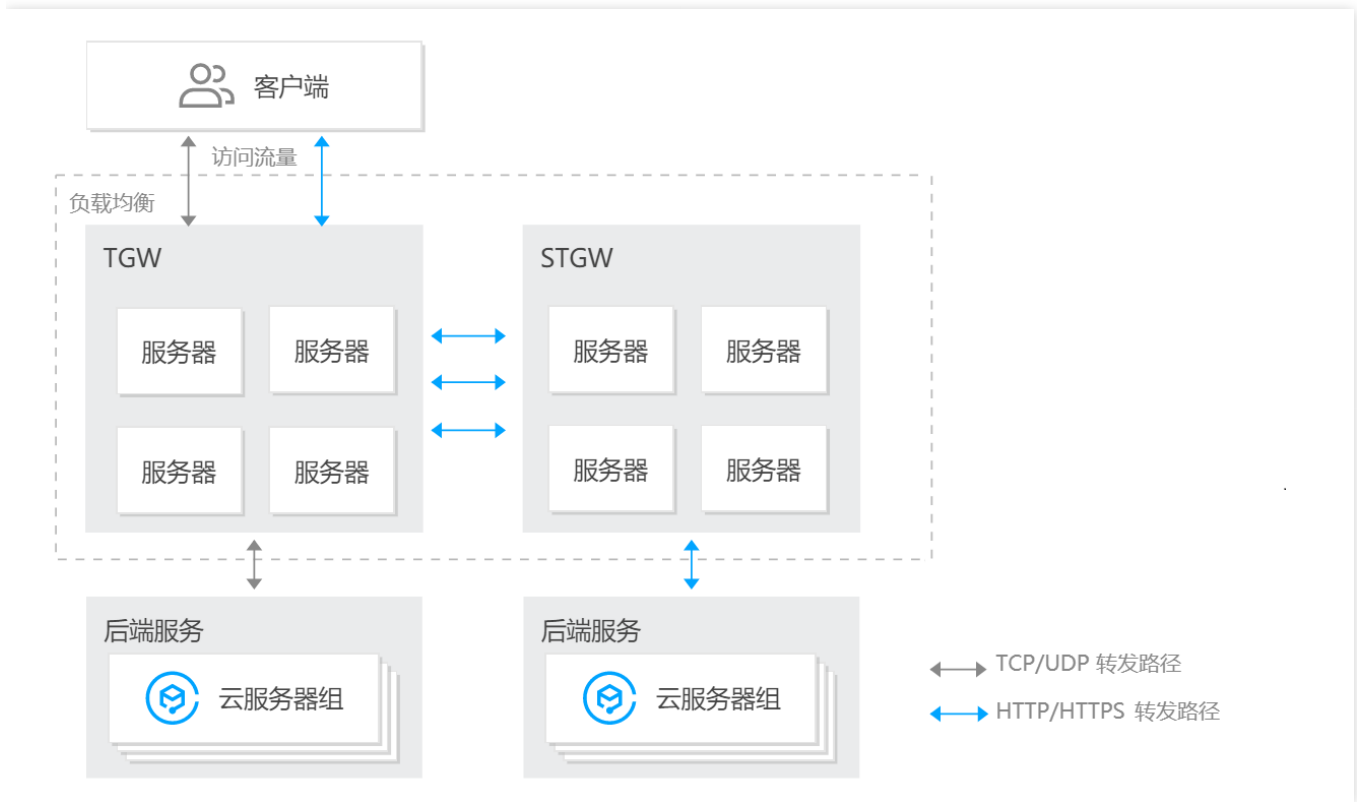 客户端
访问流量
负载均衡
TGW
STGW
服务器
服务器
服务器
服务器
服务器
服务器
服务器
服务器
后端服务
后端服务
云服务器组
云服务器组
TCP/UDP 转发路径
HTTP/HTTPS 转发路径